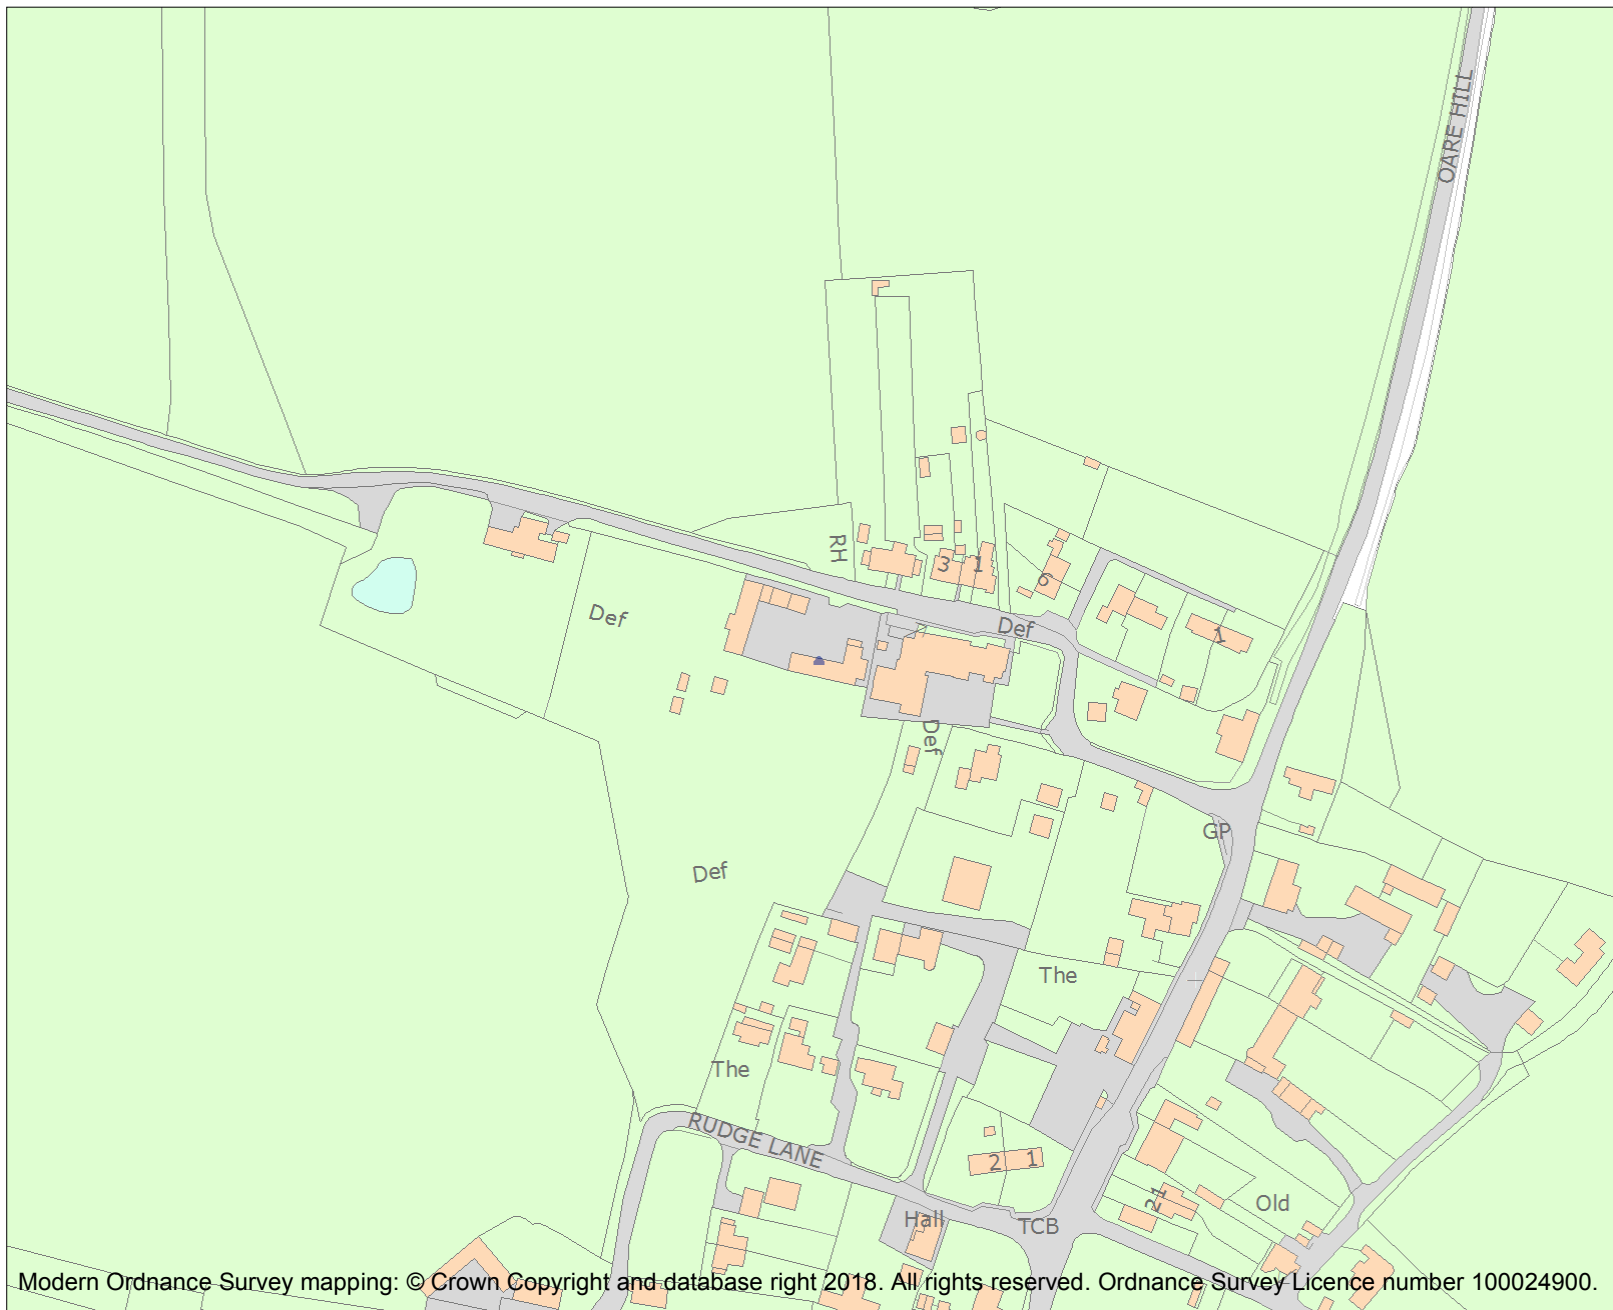 OARE HILL
RH
3
1
6
Def
Def
1
Def
GP
Def
The
The
RUDGE LANE
2
1
21
Old
Hall
TCB
Modern Ordnance Survey mapping: © Crown Copyright and database right 2018. All rights reserved. Ordnance Survey Licence number 100024900.